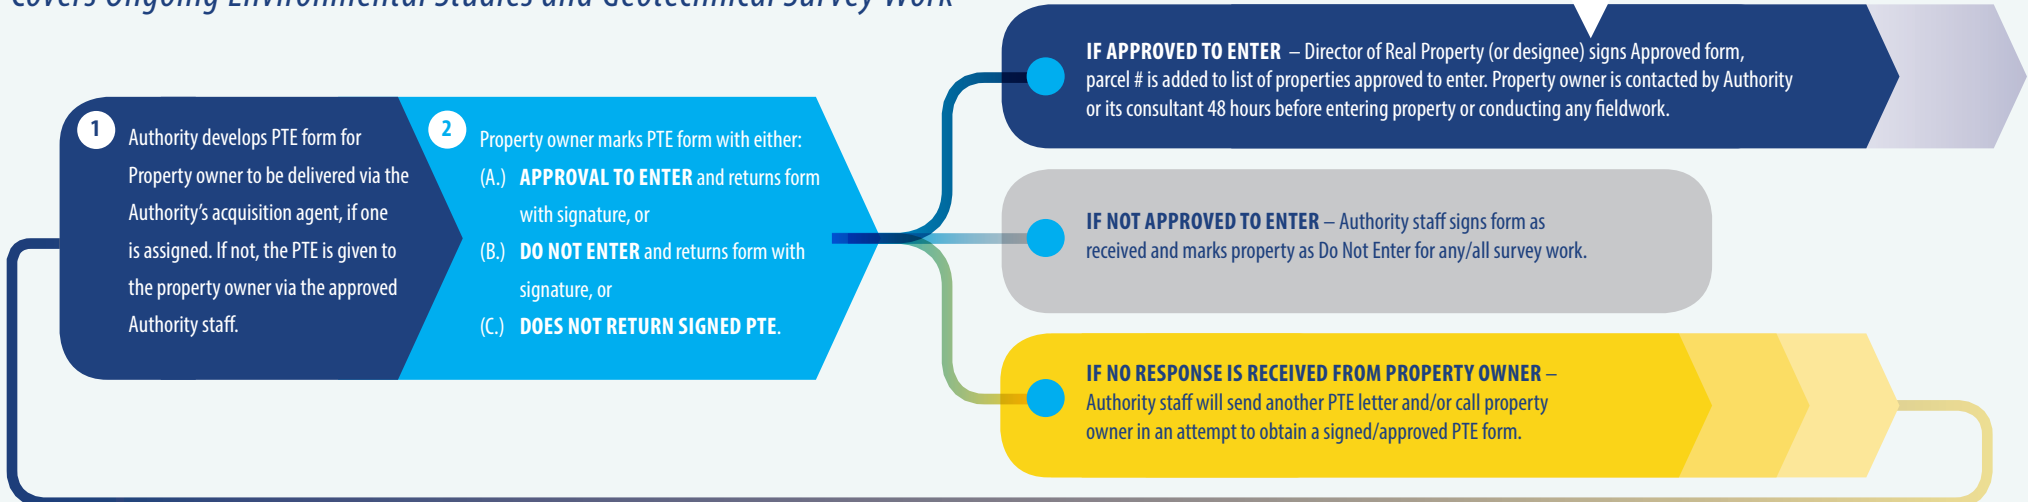 Covers Ongoing Environmental Studies and Geotechnical Survey Work
1
Authority develops PTE form for
Property owner to be delivered via the
Authority's acquisition agent, if one
is assigned. If not, the PTE is given to
the property owner via the approved
Authority staff.
2
Property owner marks PTE form with either:
(A.) APPROVAL TO ENTER and returns form
with signature, or
(B.) DO NOT ENTER and returns form with
signature, or
(C.) DOES NOT RETURN SIGNED PTE.
IF APPROVED TO ENTER – Director of Real Property (or designee) signs Approved form,
parcel # is added to list of properties approved to enter. Property owner is contacted by Authority
or its consultant 48 hours before entering property or conducting any fieldwork.
IF NOT APPROVED TO ENTER – Authority staff signs form as
received and marks property as Do Not Enter for any/all survey work.
IF NO RESPONSE IS RECEIVED FROM PROPERTY OWNER –
Authority staff will send another PTE letter and/or call property
owner in an attempt to obtain a signed/approved PTE form.